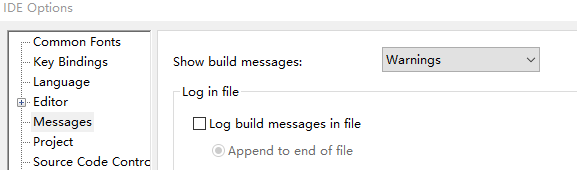 IDE Options
Common Fonts
Key Bindings
Language
Editor
Messages
Project
Source Code Contro
Show build messages:
Warnings
Log in file
Log build messages in file
Append to end of file